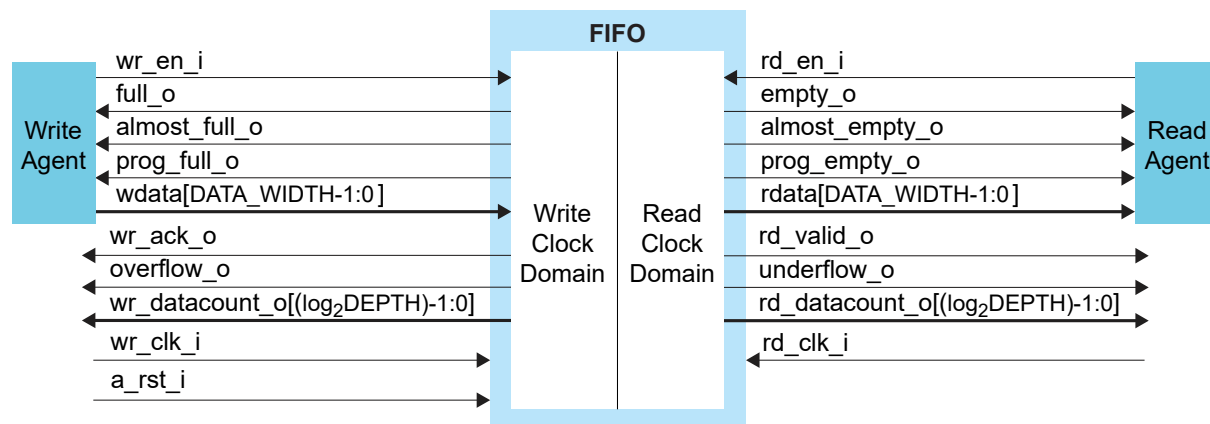 FIFO
Write
Agent
wr_en_i
full_o
almost_full_o
prog_full_o
wdata[DATA_WIDTH-1:0]
wr_ack_o
overflow_o
wr_datacount_o[(log2DEPTH)-1:0]
wr_clk_i
a_rst_i
Write
Clock
Domain
Read
Clock
Domain
rd_en_i
empty_o
almost_empty_o
prog_empty_o
rdata[DATA_WIDTH-1:0]
rd_valid_o
underflow_o
rd_datacount_o[(log2DEPTH)-1:0]
rd_clk_i
Read
Agent